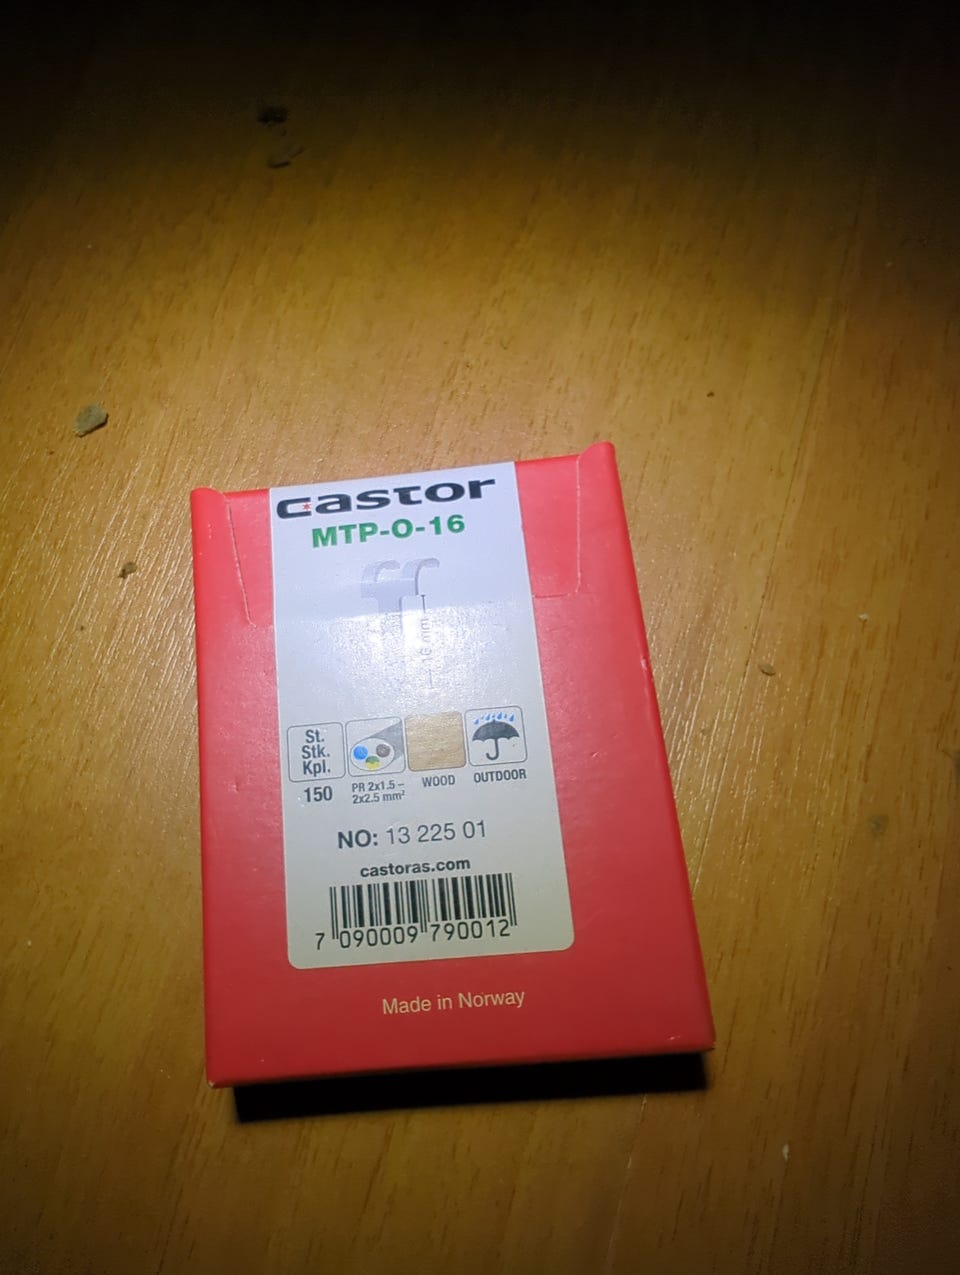 castor
MTP-O-16
16 mm
St.
Stk.
Kpl.
150
PR 2x1.5 –
2x2.5 mm²
WOOD
OUTDOOR
NO: 13 225 01
castoras.com
7 090009 790012
Made in Norway